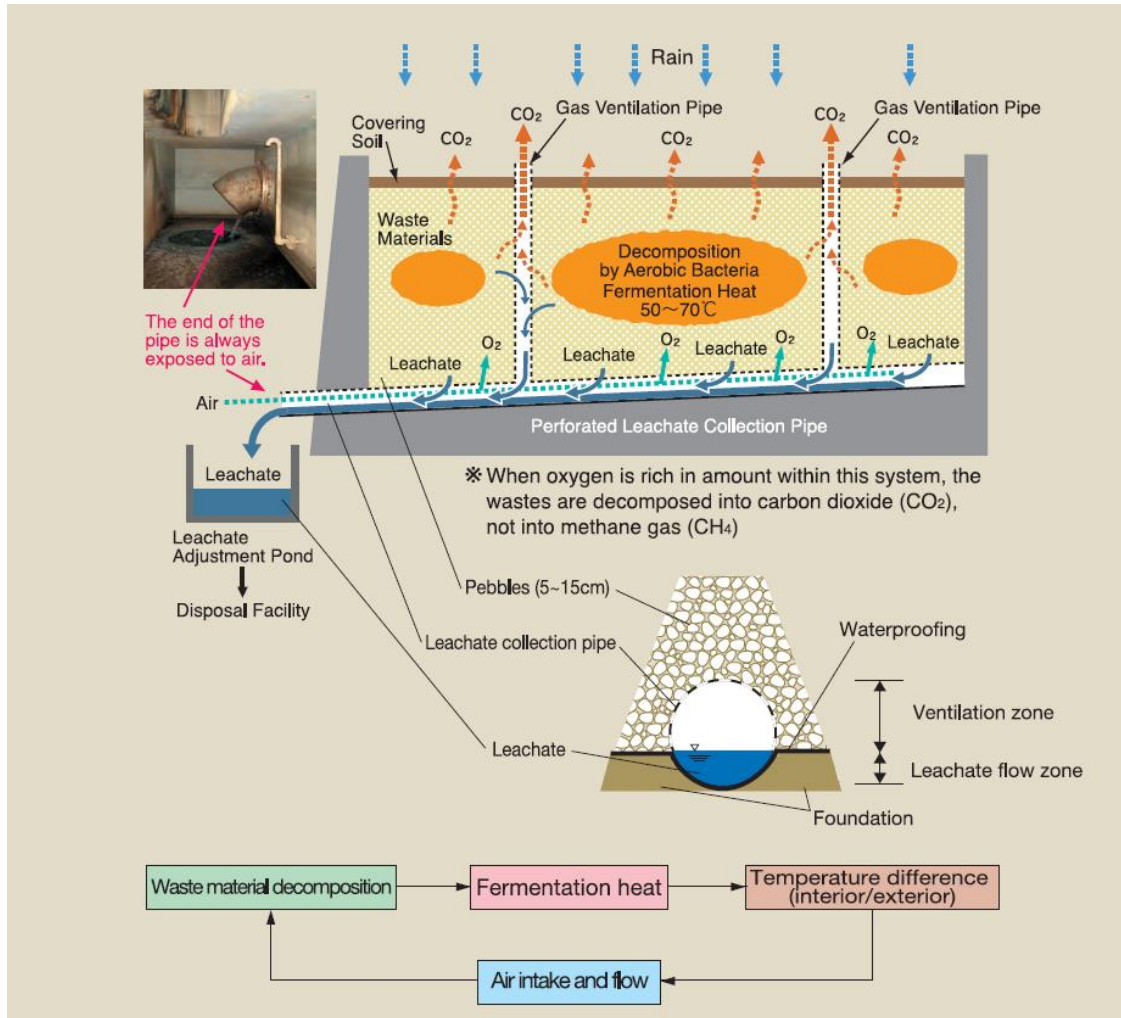 Rain
Gas Ventilation Pipe
Gas Ventilation Pipe
Covering
Soil
CO₂
CO₂
CO₂
CO₂
CO₂
Waste
Materials
Decomposition
by Aerobic Bacteria
Fermentation Heat
50～70℃
The end of the
pipe is always
exposed to air.
Leachate
O₂
Leachate
O₂
Leachate
O₂
Leachate
O₂
Air
Perforated Leachate Collection Pipe
Leachate
Leachate
Adjustment Pond
Disposal Facility
※ When oxygen is rich in amount within this system, the
wastes are decomposed into carbon dioxide (CO₂),
not into methane gas (CH₄)
Pebbles (5~15cm)
Leachate collection pipe
Leachate
Waterproofing
Ventilation zone
Leachate flow zone
Foundation
Waste material decomposition
Fermentation heat
Temperature difference
(interior/exterior)
Air intake and flow